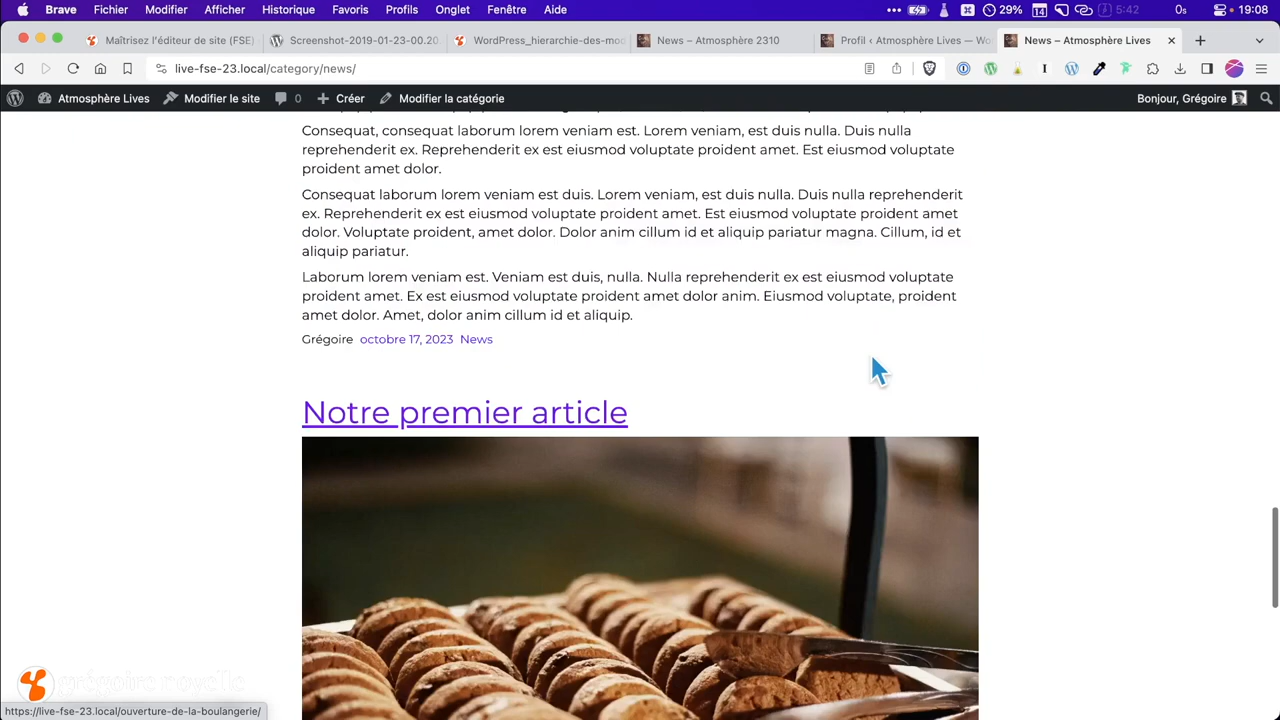 Brave Fichier Modifier Afficher Historique Favoris Profils Onglet Fenêtre Aide ••• 29% 14 5:42 0s 19:08
Maîtrisez l'éditeur de site (FSE) Screenshot-2019-01-23-00.20 WordPress_hierarchie-des-mod News – Atmosphère 2310 Profil ‹ Atmosphère Lives — Wo News – Atmosphère Lives
live-fse-23.local/category/news/
Atmosphère Lives Modifier le site 0 Créer Modifier la catégorie Bonjour, Grégoire
Consequat, consequat laborum lorem veniam est. Lorem veniam, est duis nulla. Duis nulla
reprehenderit ex. Reprehenderit ex est eiusmod voluptate proident amet. Est eiusmod voluptate
proident amet dolor.
Consequat laborum lorem veniam est duis. Lorem veniam, est duis nulla. Duis nulla reprehenderit
ex. Reprehenderit ex est eiusmod voluptate proident amet. Est eiusmod voluptate proident amet
dolor. Voluptate proident, amet dolor. Dolor anim cillum id et aliquip pariatur magna. Cillum, id et
aliquip pariatur.
Laborum lorem veniam est. Veniam est duis, nulla. Nulla reprehenderit ex est eiusmod voluptate
proident amet. Ex est eiusmod voluptate proident amet dolor anim. Eiusmod voluptate, proident
amet dolor. Amet, dolor anim cillum id et aliquip.
Grégoire octobre 17, 2023 News
Notre premier article
grégoire noyelle
https://live-fse-23.local/ouverture-de-la-boulangerie/